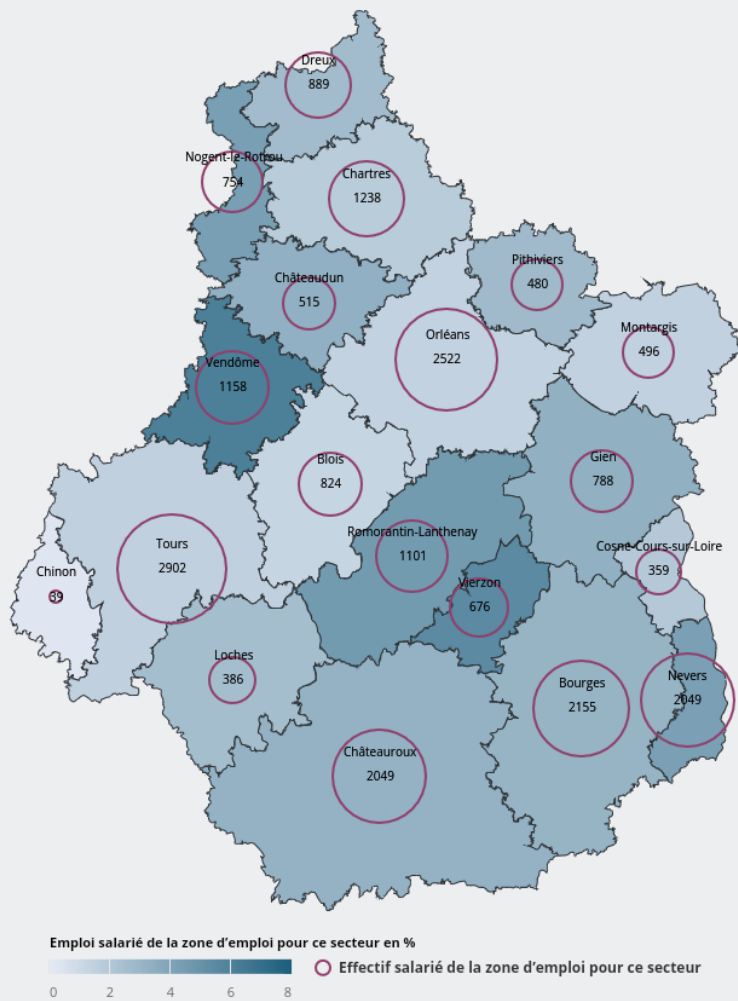 Dreux
889
Nogent-le-Rotrou
754
Chartres
1238
Pithiviers
480
Châteaudun
515
Montargis
496
Orléans
2522
Vendôme
1158
Blois
824
Gien
788
Romorantin-Lanthenay
1101
Tours
2902
Cosne-Cours-sur-Loire
359
Chinon
39
Vierzon
676
Loches
386
Bourges
2155
Nevers
2049
Châteauroux
2049
Emploi salarié de la zone d’emploi pour ce secteur en %
Effectif salarié de la zone d’emploi pour ce secteur
0 2 4 6 8